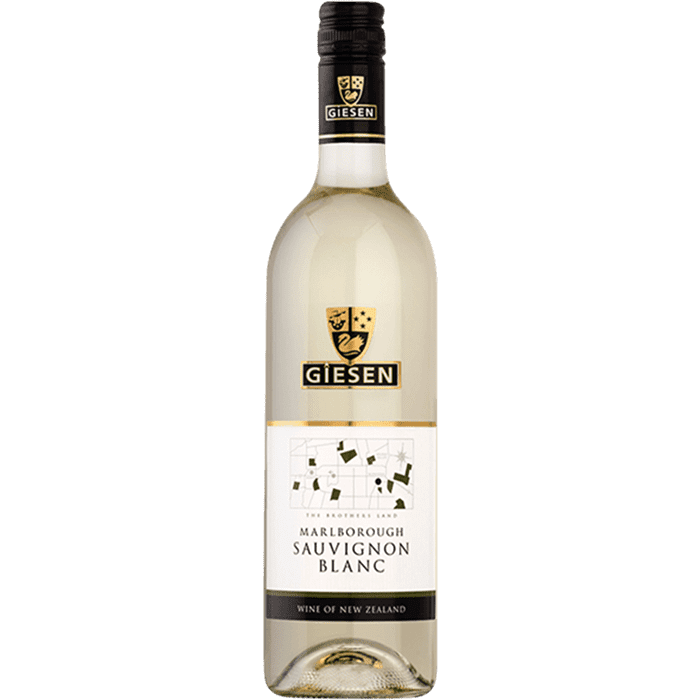 GIESEN
GIESEN
THE BROTHERS LAND
MARLBOROUGH
SAUVIGNON
BLANC
WINE OF NEW ZEALAND